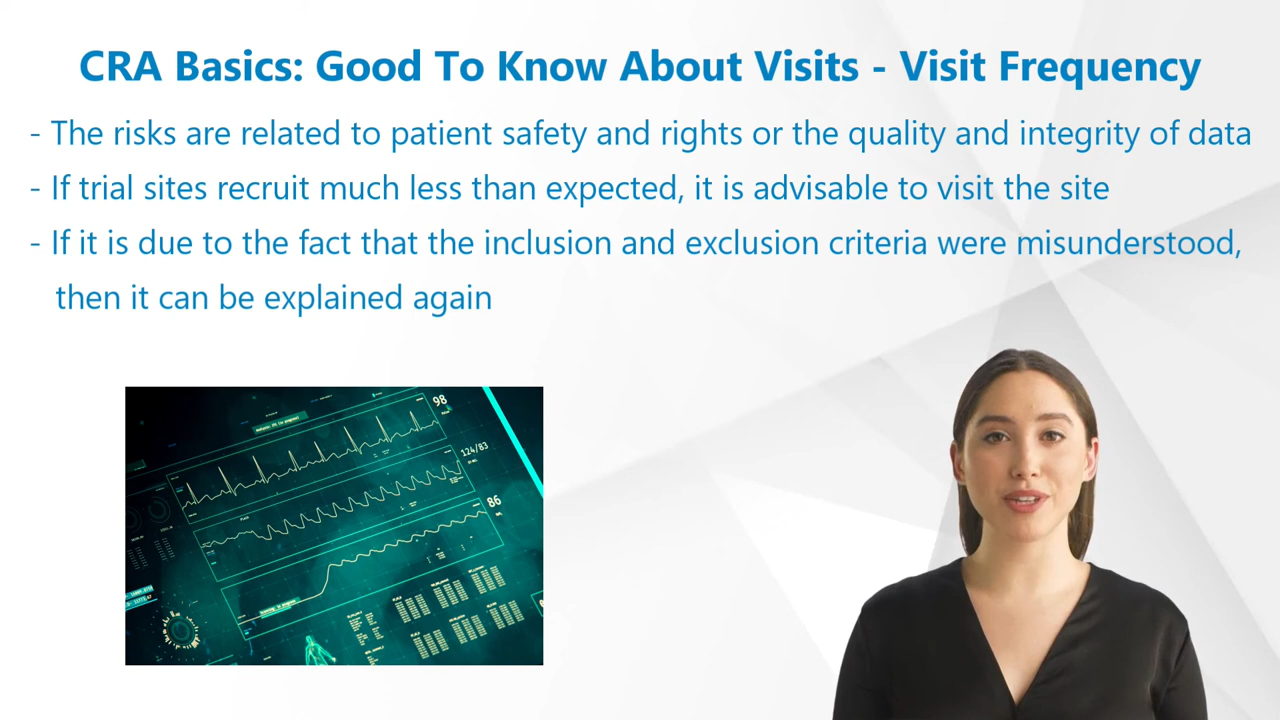 CRA Basics: Good To Know About Visits - Visit Frequency
- The risks are related to patient safety and rights or the quality and integrity of data
- If trial sites recruit much less than expected, it is advisable to visit the site
- If it is due to the fact that the inclusion and exclusion criteria were misunderstood,
then it can be explained again
98
124/83
86